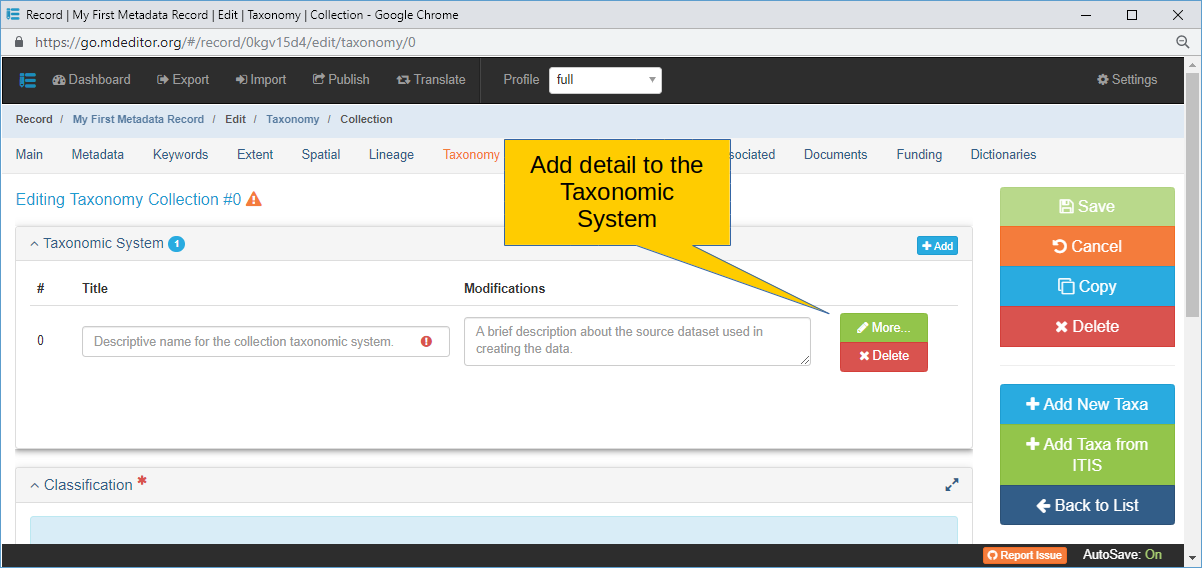 Record | My First Metadata Record | Edit | Taxonomy | Collection - Google Chrome
https://go.mdeditor.org/#/record/0kgv15d4/edit/taxonomy/0
Dashboard Export Import Publish Translate Profile full Settings
Record / My First Metadata Record / Edit / Taxonomy / Collection
Main Metadata Keywords Extent Spatial Lineage Taxonomy Documents Funding Dictionaries
Add detail to the
Taxonomic
System
Editing Taxonomy Collection #0
Save
Cancel
Copy
Delete
Taxonomic System 1 Add
# Title Modifications
0 Descriptive name for the collection taxonomic system.
A brief description about the source dataset used in
creating the data.
More...
Delete
Add New Taxa
Add Taxa from
ITIS
Back to List
Classification *
Report Issue AutoSave: On